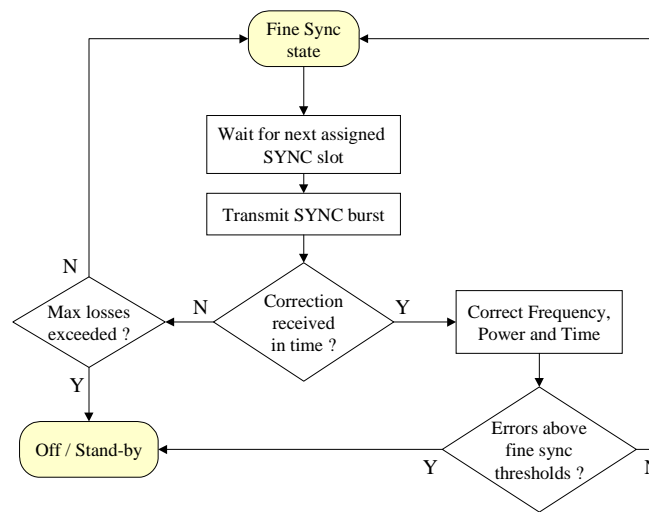 Fine Sync
state
Wait for next assigned
SYNC slot
Transmit SYNC burst
N
Max losses
exceeded ?
N
Correction
received
in time ?
Y
Correct Frequency,
Power and Time
Y
Off / Stand-by
Y
Errors above
fine sync
thresholds ?
N